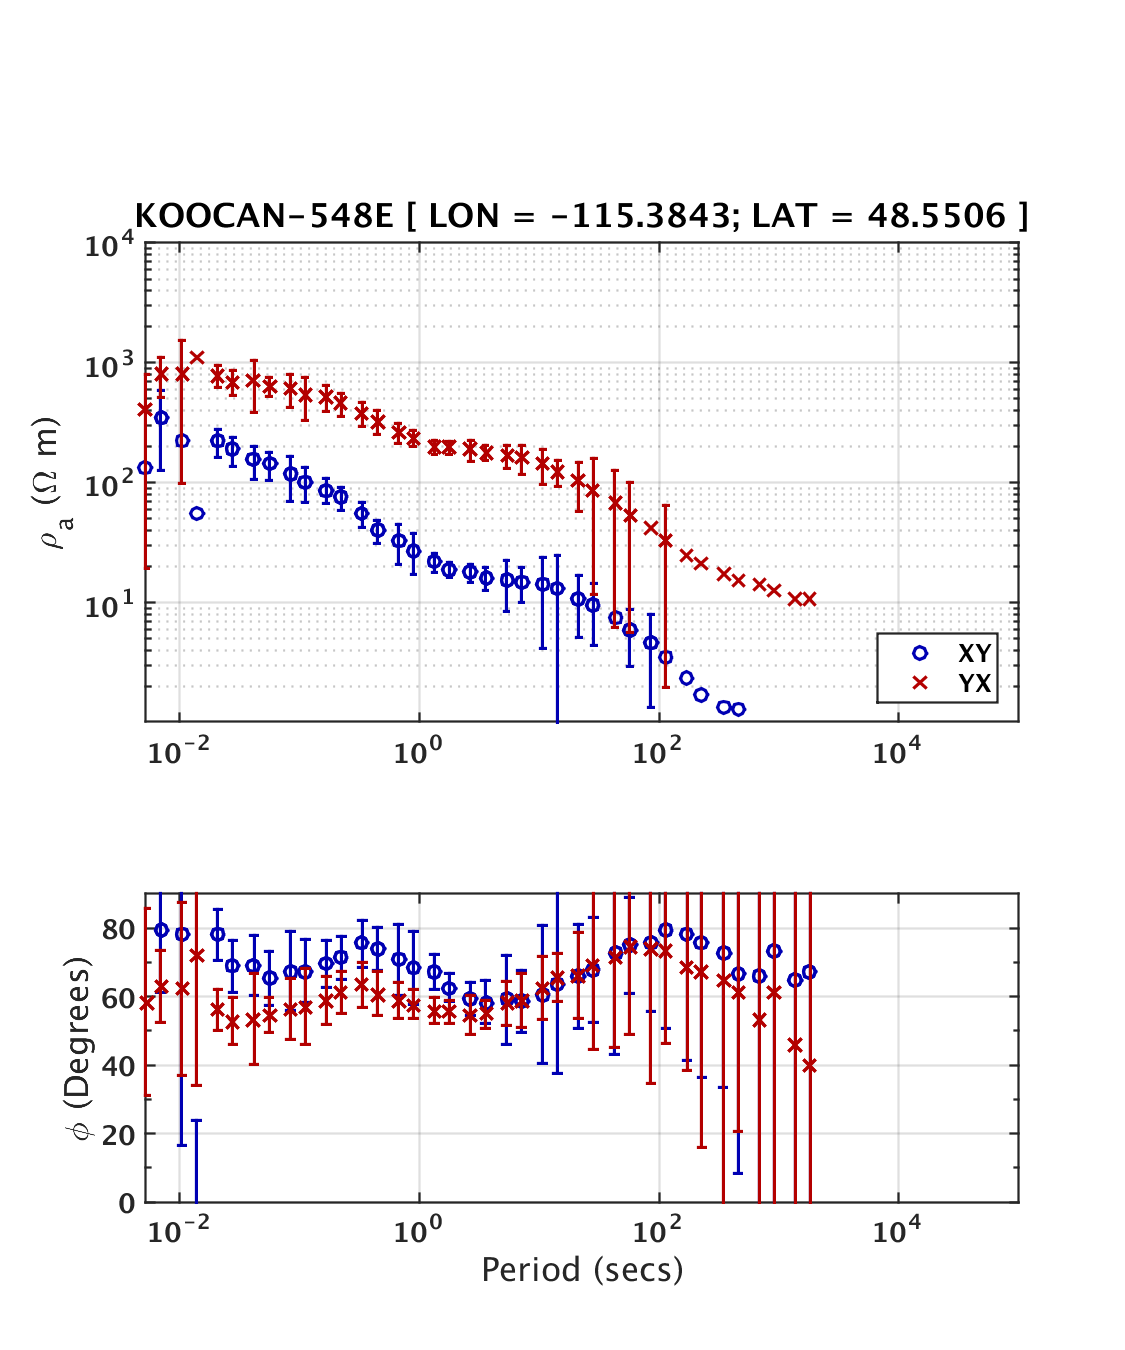 KOOCAN-548E [ LON = -115.3843; LAT = 48.5506 ]
ρa (Ω m)
10^4
10^3
10^2
10^1
XY
YX
10^-2 10^0 10^2 10^4
ϕ (Degrees)
80
60
40
20
0
10^-2 10^0 10^2 10^4
Period (secs)